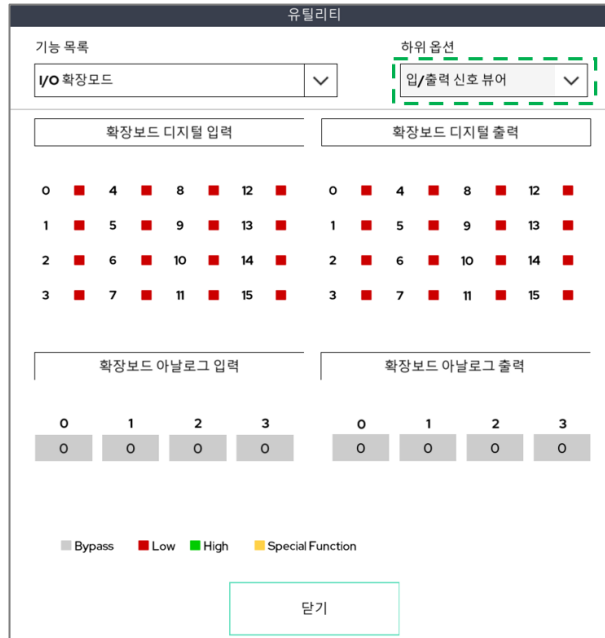 유틸리티
기능 목록 하위 옵션
I/O 확장모드 입/출력 신호 뷰어
확장보드 디지털 입력 확장보드 디지털 출력
0 4 8 12 0 4 8 12
1 5 9 13 1 5 9 13
2 6 10 14 2 6 10 14
3 7 11 15 3 7 11 15
확장보드 아날로그 입력 확장보드 아날로그 출력
0 1 2 3 0 1 2 3
0 0 0 0 0 0 0 0
Bypass Low High Special Function
닫기